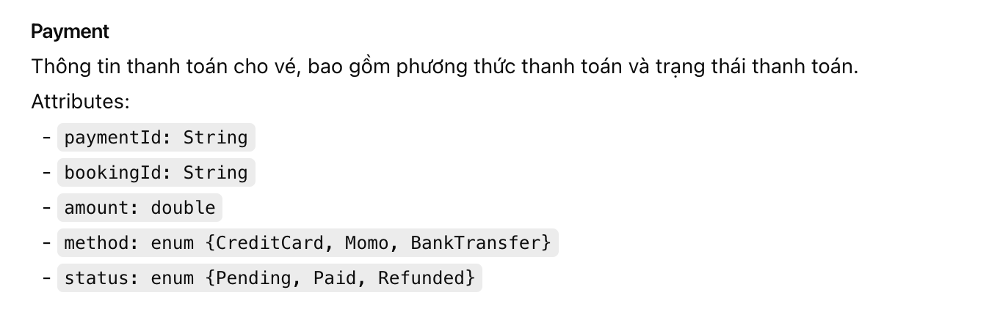 Payment
Thông tin thanh toán cho vé, bao gồm phương thức thanh toán và trạng thái thanh toán.
Attributes:
- paymentId: String
- bookingId: String
- amount: double
- method: enum {CreditCard, Momo, BankTransfer}
- status: enum {Pending, Paid, Refunded}